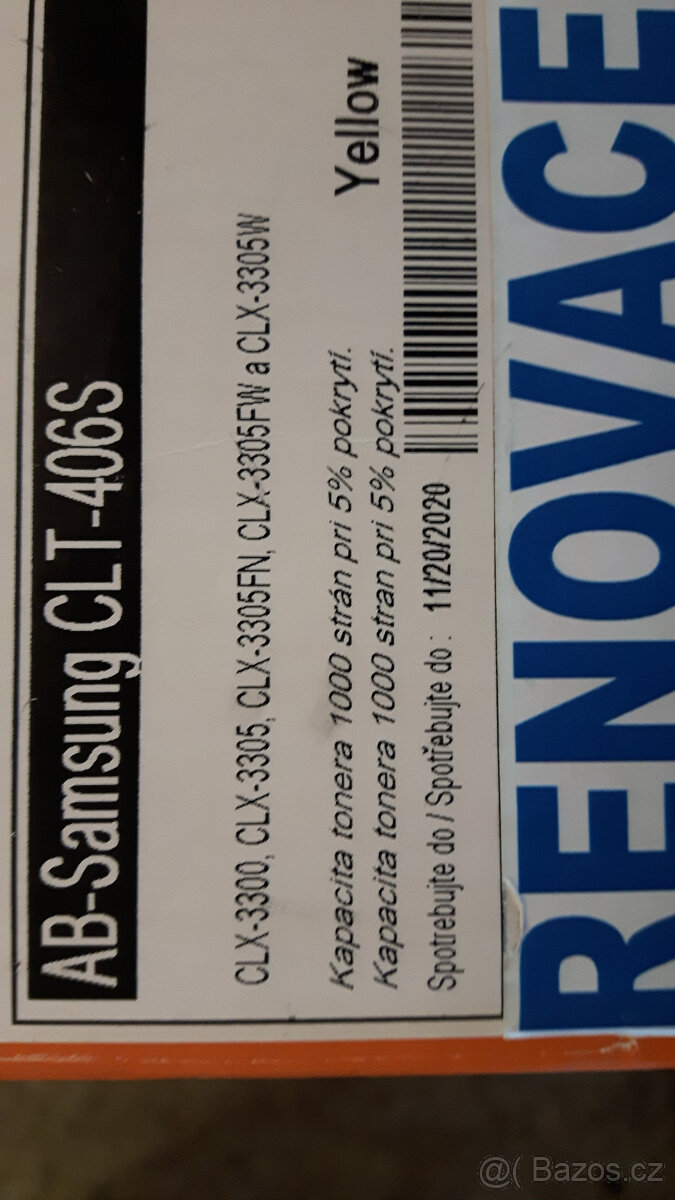 AB-Samsung CLT-406S
CLX-3300, CLX-3305, CLX-3305FN, CLX-3305FW a CLX-3305W
Yellow
Kapacita tonera 1000 strán pri 5% pokrytí.
Kapacita tonera 1000 stran pri 5% pokrytí.
Spotrebujte do / Spotřebujte do : 11/20/2020
RENOVACE
@( Bazos.cz